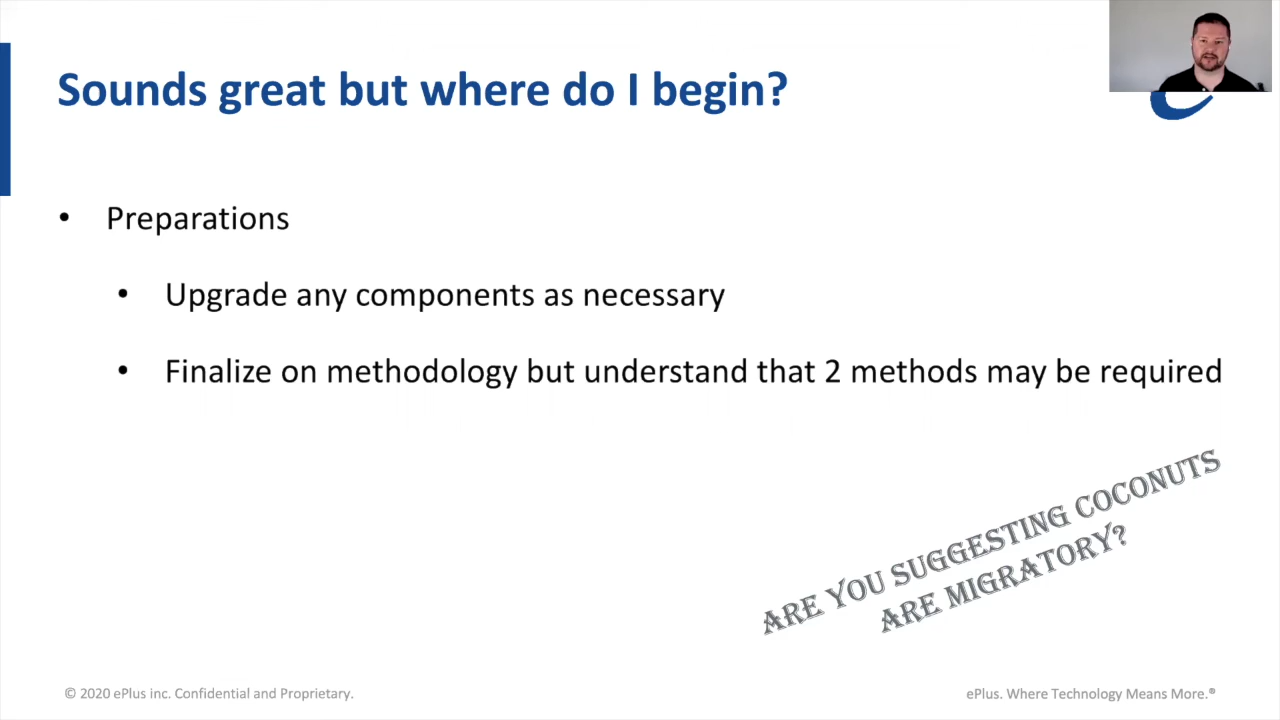 Sounds great but where do I begin?
• Preparations
• Upgrade any components as necessary
• Finalize on methodology but understand that 2 methods may be required
ARE YOU SUGGESTING COCONUTS
ARE MIGRATORY?
© 2020 ePlus inc. Confidential and Proprietary.
ePlus. Where Technology Means More.®